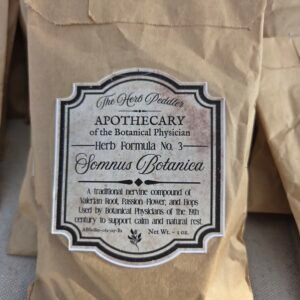 The Herb Peddler
APOTHECARY
of the Botanical Physician
Herb Formula No. 3
Somnus Botanica
A traditional nervine compound of
Valerian Root, Passion Flower, and Hops
Used by Botanical Physicians of the 19th
century to support calm and natural rest
Net Wt. - 1 oz.